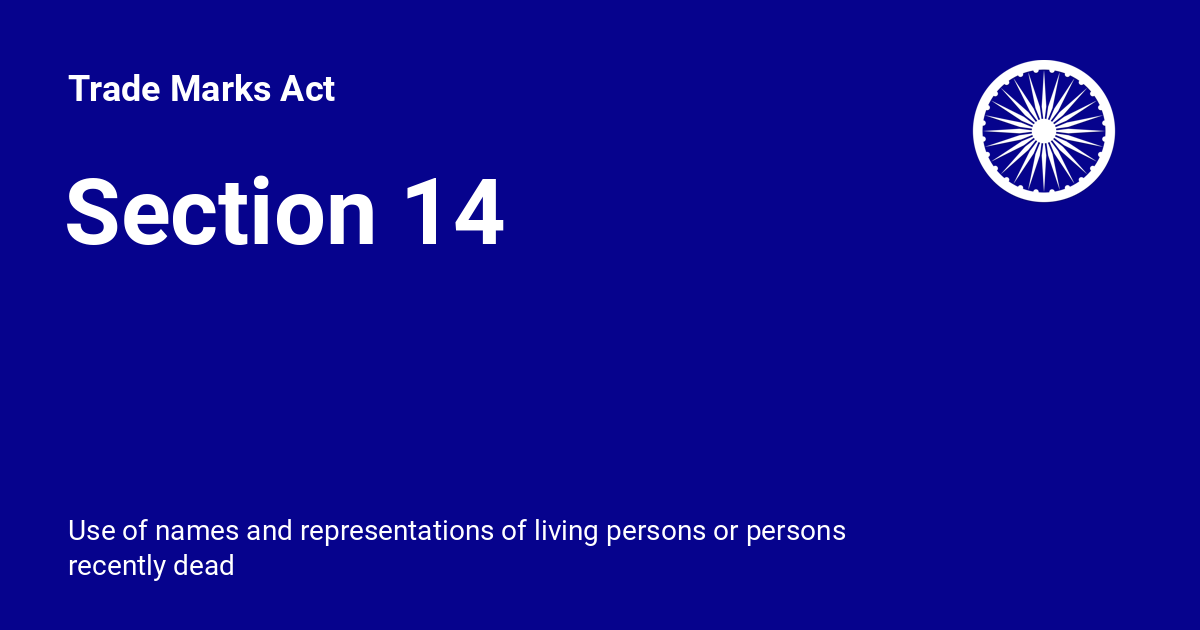 Trade Marks Act
Section 14
Use of names and representations of living persons or persons
recently dead